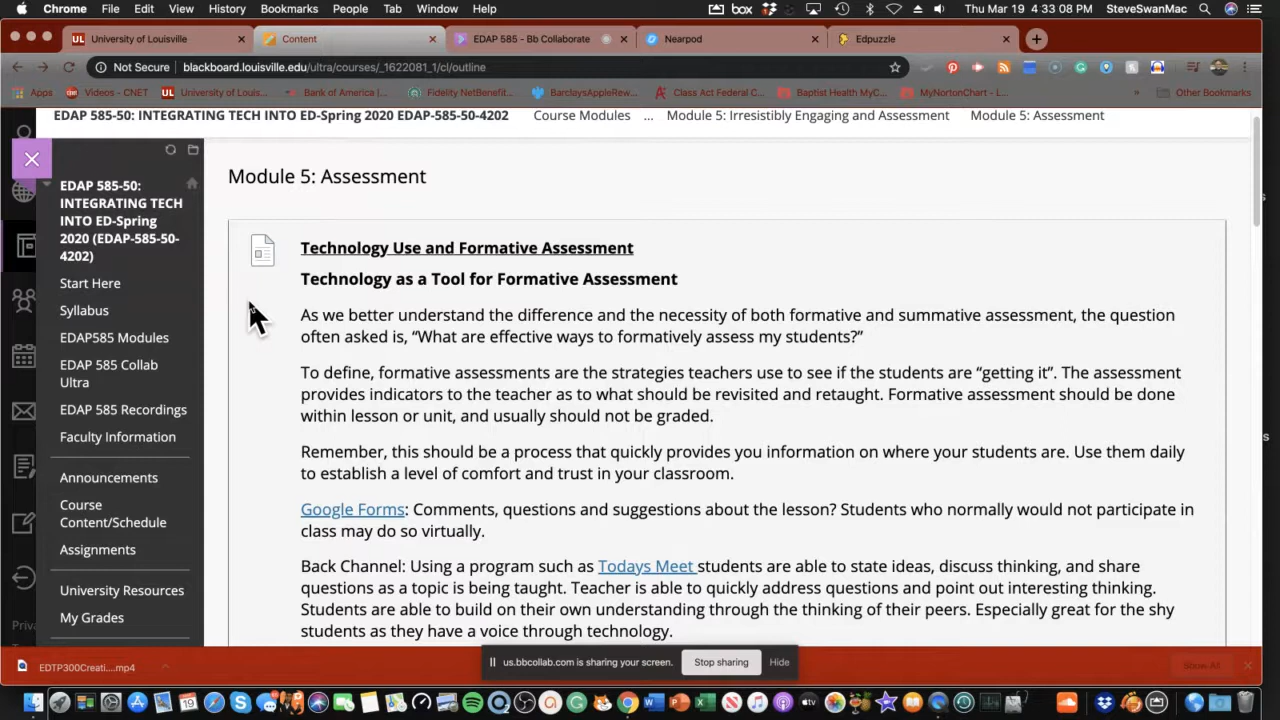 Chrome File Edit View History Bookmarks People Tab Window Help box Thu Mar 19 4:33:08 PM SteveSwanMac
University of Louisville Content EDAP 585 - Bb Collaborate Nearpod Edpuzzle
Not Secure blackboard.louisville.edu/ultra/courses/_1622081_1/cl/outline
Apps Videos - CNET University of Louis... Bank of America |... Fidelity NetBenefit... BarclaysAppleRew... Class Act Federal C... Baptist Health MyC... MyNortonChart - L... » Other Bookmarks
EDAP 585-50: INTEGRATING TECH INTO ED-Spring 2020 EDAP-585-50-4202 Course Modules ... Module 5: Irresistibly Engaging and Assessment Module 5: Assessment
EDAP 585-50:
INTEGRATING TECH
INTO ED-Spring
2020 (EDAP-585-50-
4202)
Start Here
Syllabus
EDAP585 Modules
EDAP 585 Collab
Ultra
EDAP 585 Recordings
Faculty Information
Announcements
Course
Content/Schedule
Assignments
University Resources
My Grades
Module 5: Assessment
Technology Use and Formative Assessment
Technology as a Tool for Formative Assessment
As we better understand the difference and the necessity of both formative and summative assessment, the question
often asked is, “What are effective ways to formatively assess my students?”
To define, formative assessments are the strategies teachers use to see if the students are “getting it”. The assessment
provides indicators to the teacher as to what should be revisited and retaught. Formative assessment should be done
within lesson or unit, and usually should not be graded.
Remember, this should be a process that quickly provides you information on where your students are. Use them daily
to establish a level of comfort and trust in your classroom.
Google Forms: Comments, questions and suggestions about the lesson? Students who normally would not participate in
class may do so virtually.
Back Channel: Using a program such as Todays Meet students are able to state ideas, discuss thinking, and share
questions as a topic is being taught. Teacher is able to quickly address questions and point out interesting thinking.
Students are able to build on their own understanding through the thinking of their peers. Especially great for the shy
students as they have a voice through technology.
Priv
EDTP300Creati....mp4
us.bbcollab.com is sharing your screen. Stop sharing Hide
Show All